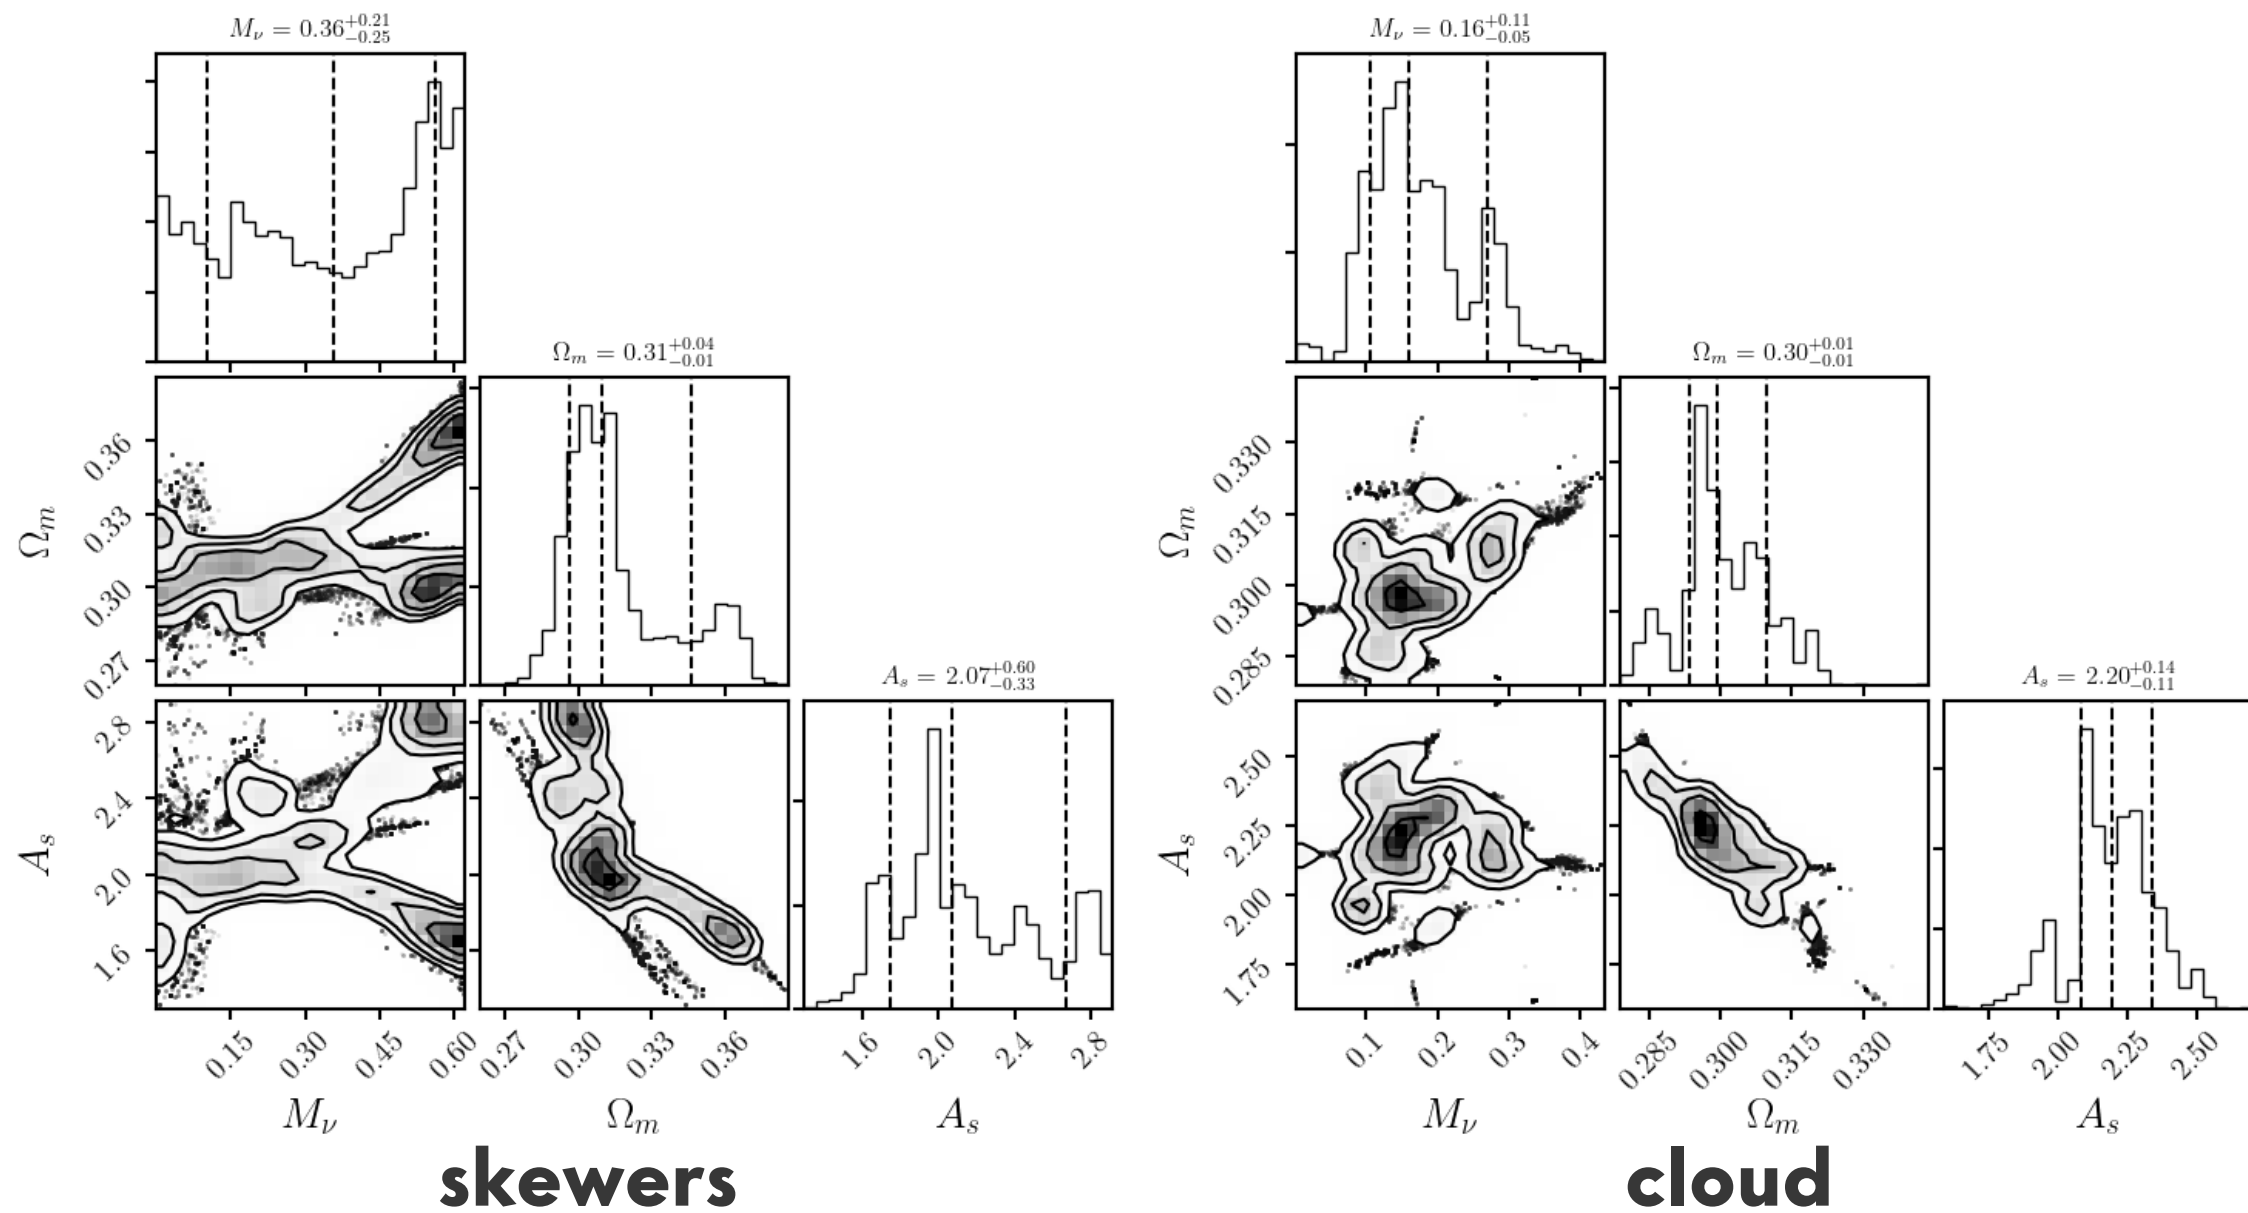 M_ν = 0.36^{+0.21}_{−0.25}
Ω_m = 0.31^{+0.04}_{−0.01}
A_s = 2.07^{+0.60}_{−0.33}
Ω_m
0.36
0.33
0.30
0.27
A_s
2.8
2.4
2.0
1.6
0.15 0.30 0.45 0.60
0.27 0.30 0.33 0.36
1.6 2.0 2.4 2.8
M_ν
Ω_m
A_s
skewers
M_ν = 0.16^{+0.11}_{−0.05}
Ω_m = 0.30^{+0.01}_{−0.01}
A_s = 2.20^{+0.14}_{−0.11}
Ω_m
0.330
0.315
0.300
0.285
A_s
2.50
2.25
2.00
1.75
0.1 0.2 0.3 0.4
0.285 0.300 0.315 0.330
1.75 2.00 2.25 2.50
M_ν
Ω_m
A_s
cloud